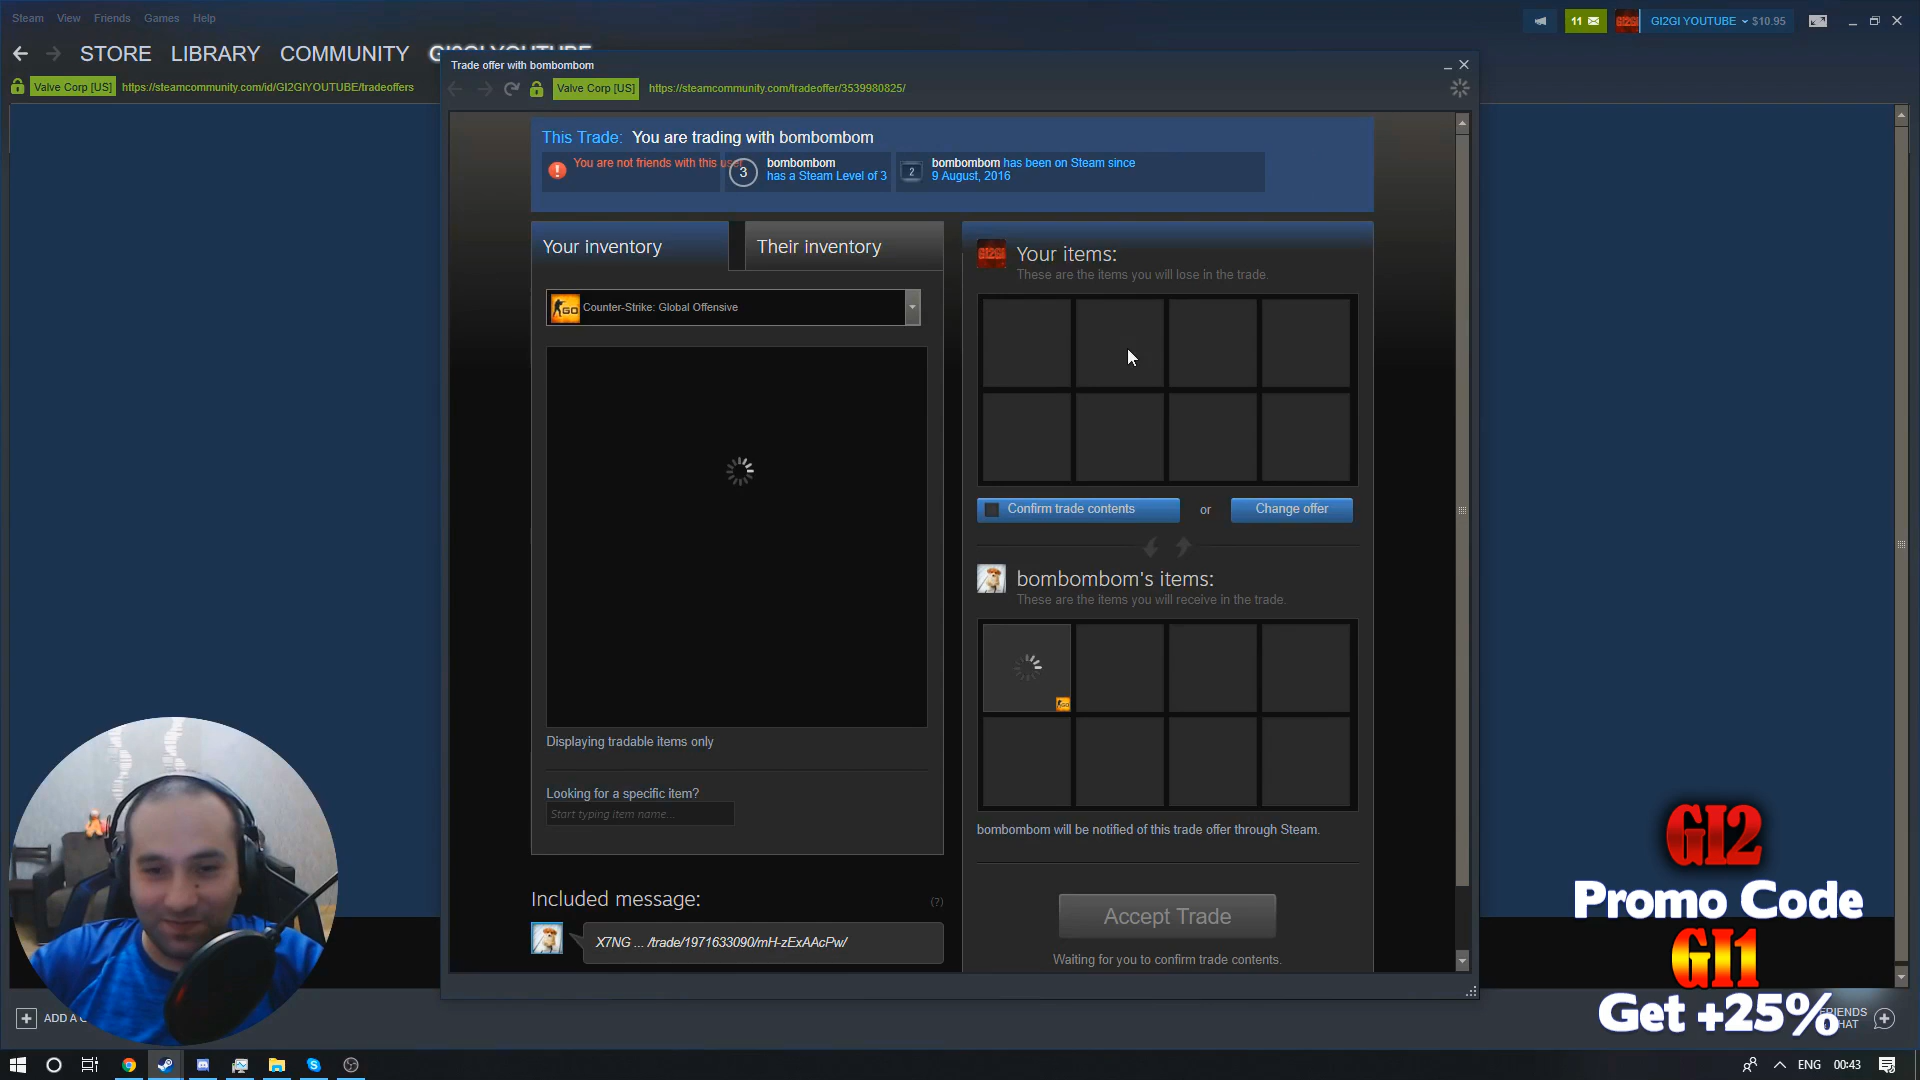 Steam View Friends Games Help
11
GI2GI YOUTUBE $10.95
STORE LIBRARY COMMUNITY GI2GI YOUTUBE
Valve Corp [US] https://steamcommunity.com/id/GI2GIYOUTUBE/tradeoffers
Trade offer with bombombom
Valve Corp [US] https://steamcommunity.com/tradeoffer/3539980825/
This Trade: You are trading with bombombom
You are not friends with this user
3
bombombom
has a Steam Level of 3
2
bombombom has been on Steam since
9 August, 2016
Your inventory
Their inventory
GO
Counter-Strike: Global Offensive
Displaying tradable items only
Looking for a specific item?
Start typing item name...
Included message:
(?)
X7NG ... /trade/1971633090/mH-zExAAcPw/
GI2GI
Your items:
These are the items you will lose in the trade.
Confirm trade contents or Change offer
bombombom's items:
These are the items you will receive in the trade.
bombombom will be notified of this trade offer through Steam.
Accept Trade
Waiting for you to confirm trade contents.
GI2
Promo Code
GI1
Get +25%
ADD A
ENG 00:43